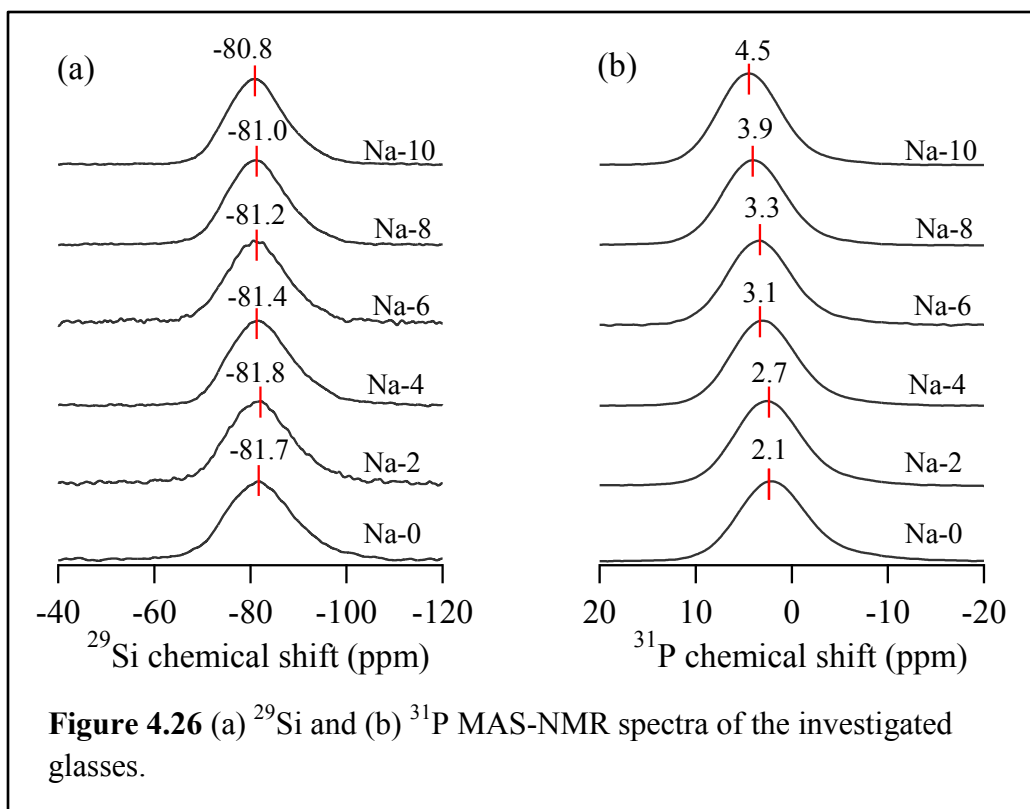 (a)
-80.8
Na-10
-81.0
Na-8
-81.2
Na-6
-81.4
Na-4
-81.8
Na-2
-81.7
Na-0
-40 -60 -80 -100 -120
²⁹Si chemical shift (ppm)
(b)
4.5
Na-10
3.9
Na-8
3.3
Na-6
3.1
Na-4
2.7
Na-2
2.1
Na-0
20 10 0 -10 -20
³¹P chemical shift (ppm)
Figure 4.26 (a) ²⁹Si and (b) ³¹P MAS-NMR spectra of the investigated
glasses.